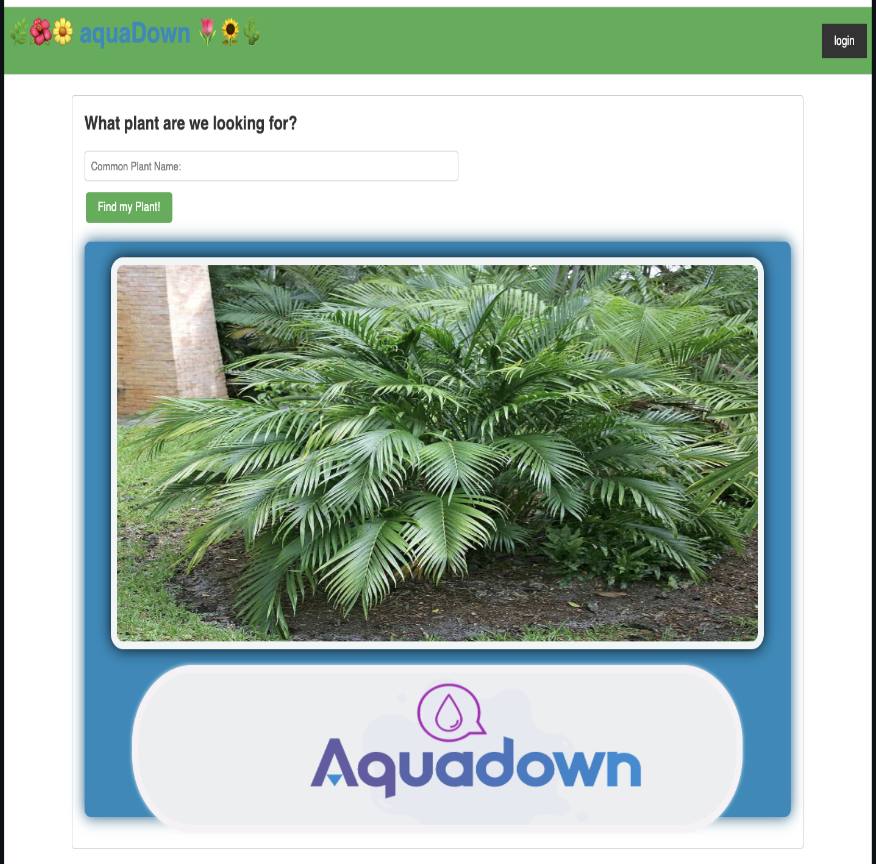 🌿🌺🌼 aquaDown 🌷🌻🌵
login
What plant are we looking for?
Common Plant Name:
Find my Plant!
Aquadown